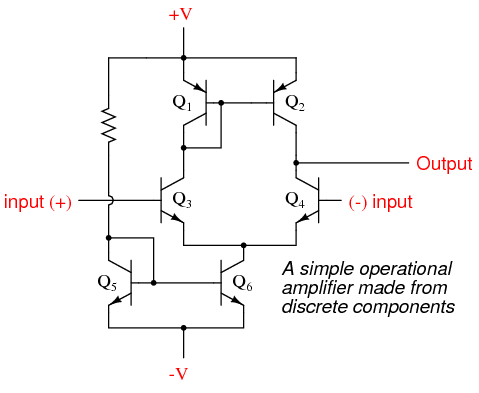 +V
Q1 Q2
Output
input (+) Q3 Q4 (-) input
Q5 Q6
A simple operational
amplifier made from
discrete components
-V